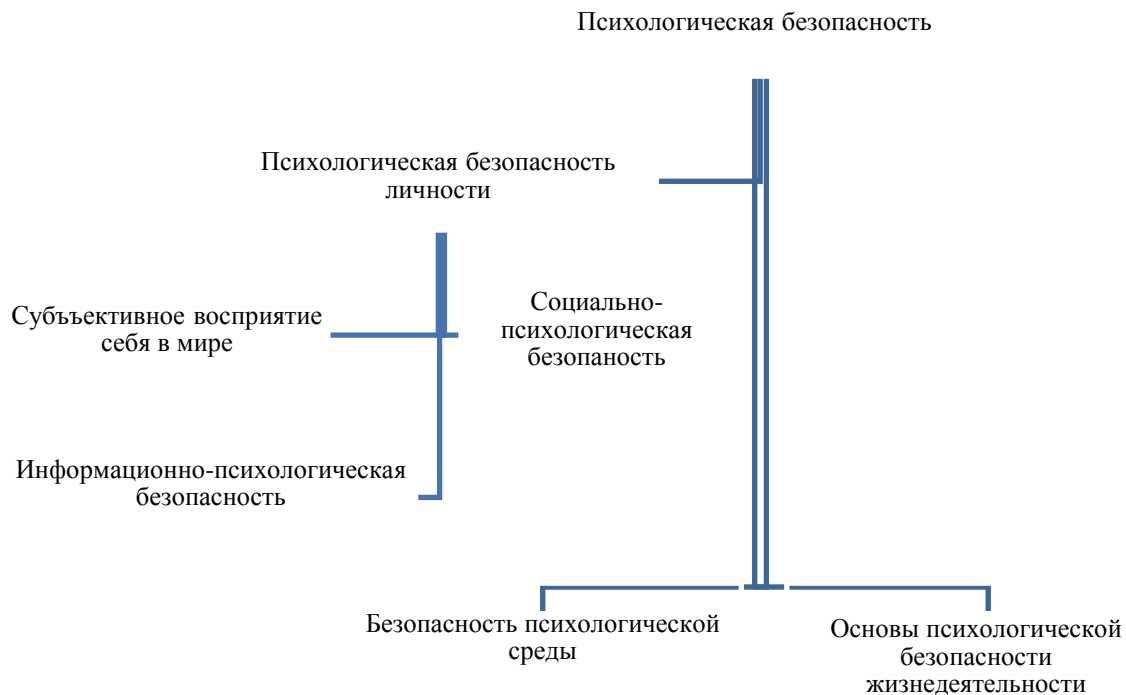 Психологическая безопасность
Психологическая безопасность
личности
Субъективное восприятие
себя в мире
Социально-
психологическая
безопаность
Информационно-психологическая
безопасность
Безопасность психологической
среды
Основы психологической
безопасности
жизнедеятельности